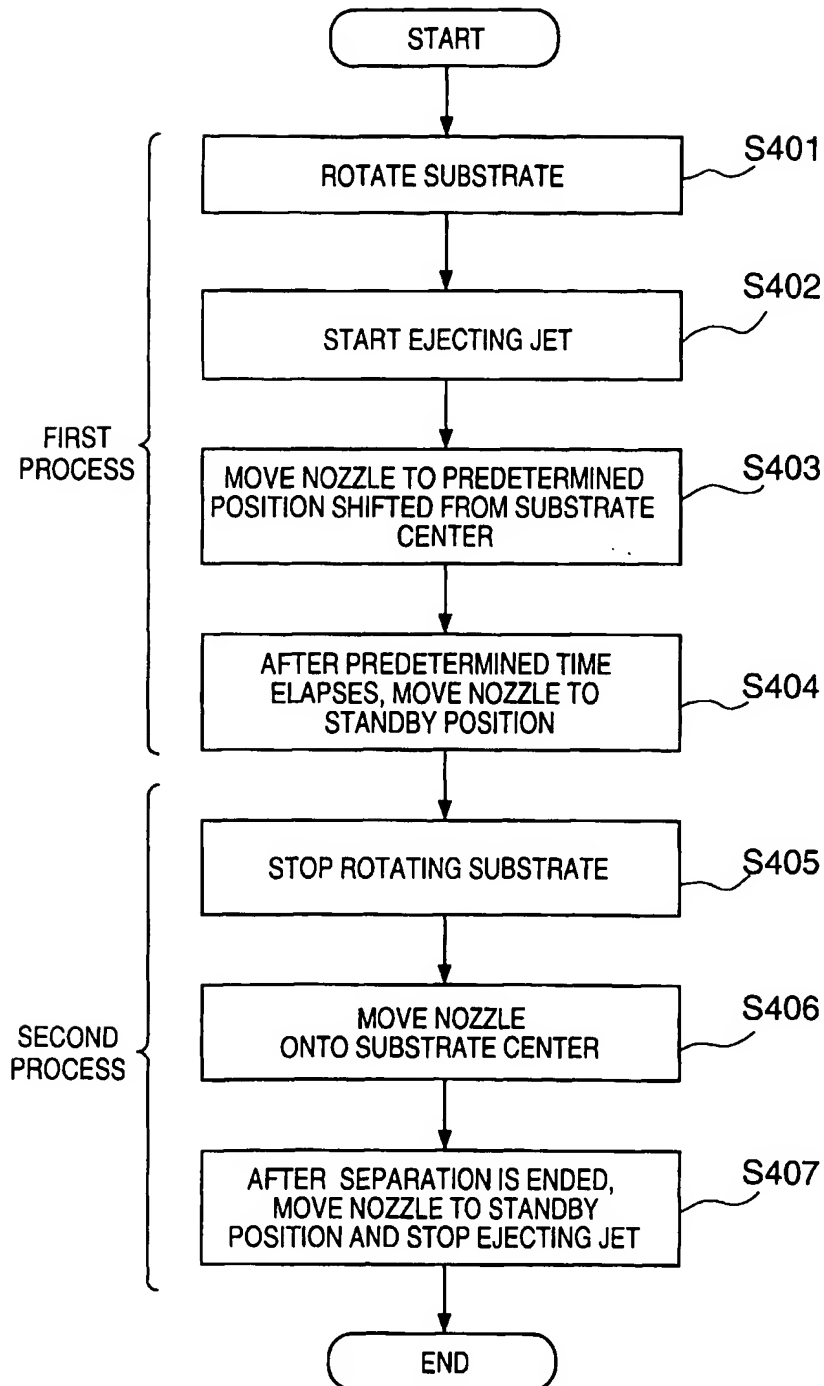 START
ROTATE SUBSTRATE
S401
START EJECTING JET
S402
FIRST
PROCESS
MOVE NOZZLE TO PREDETERMINED
POSITION SHIFTED FROM SUBSTRATE
CENTER
S403
AFTER PREDETERMINED TIME
ELAPSES, MOVE NOZZLE TO
STANDBY POSITION
S404
STOP ROTATING SUBSTRATE
S405
SECOND
PROCESS
MOVE NOZZLE
ONTO SUBSTRATE CENTER
S406
AFTER SEPARATION IS ENDED,
MOVE NOZZLE TO STANDBY
POSITION AND STOP EJECTING JET
S407
END